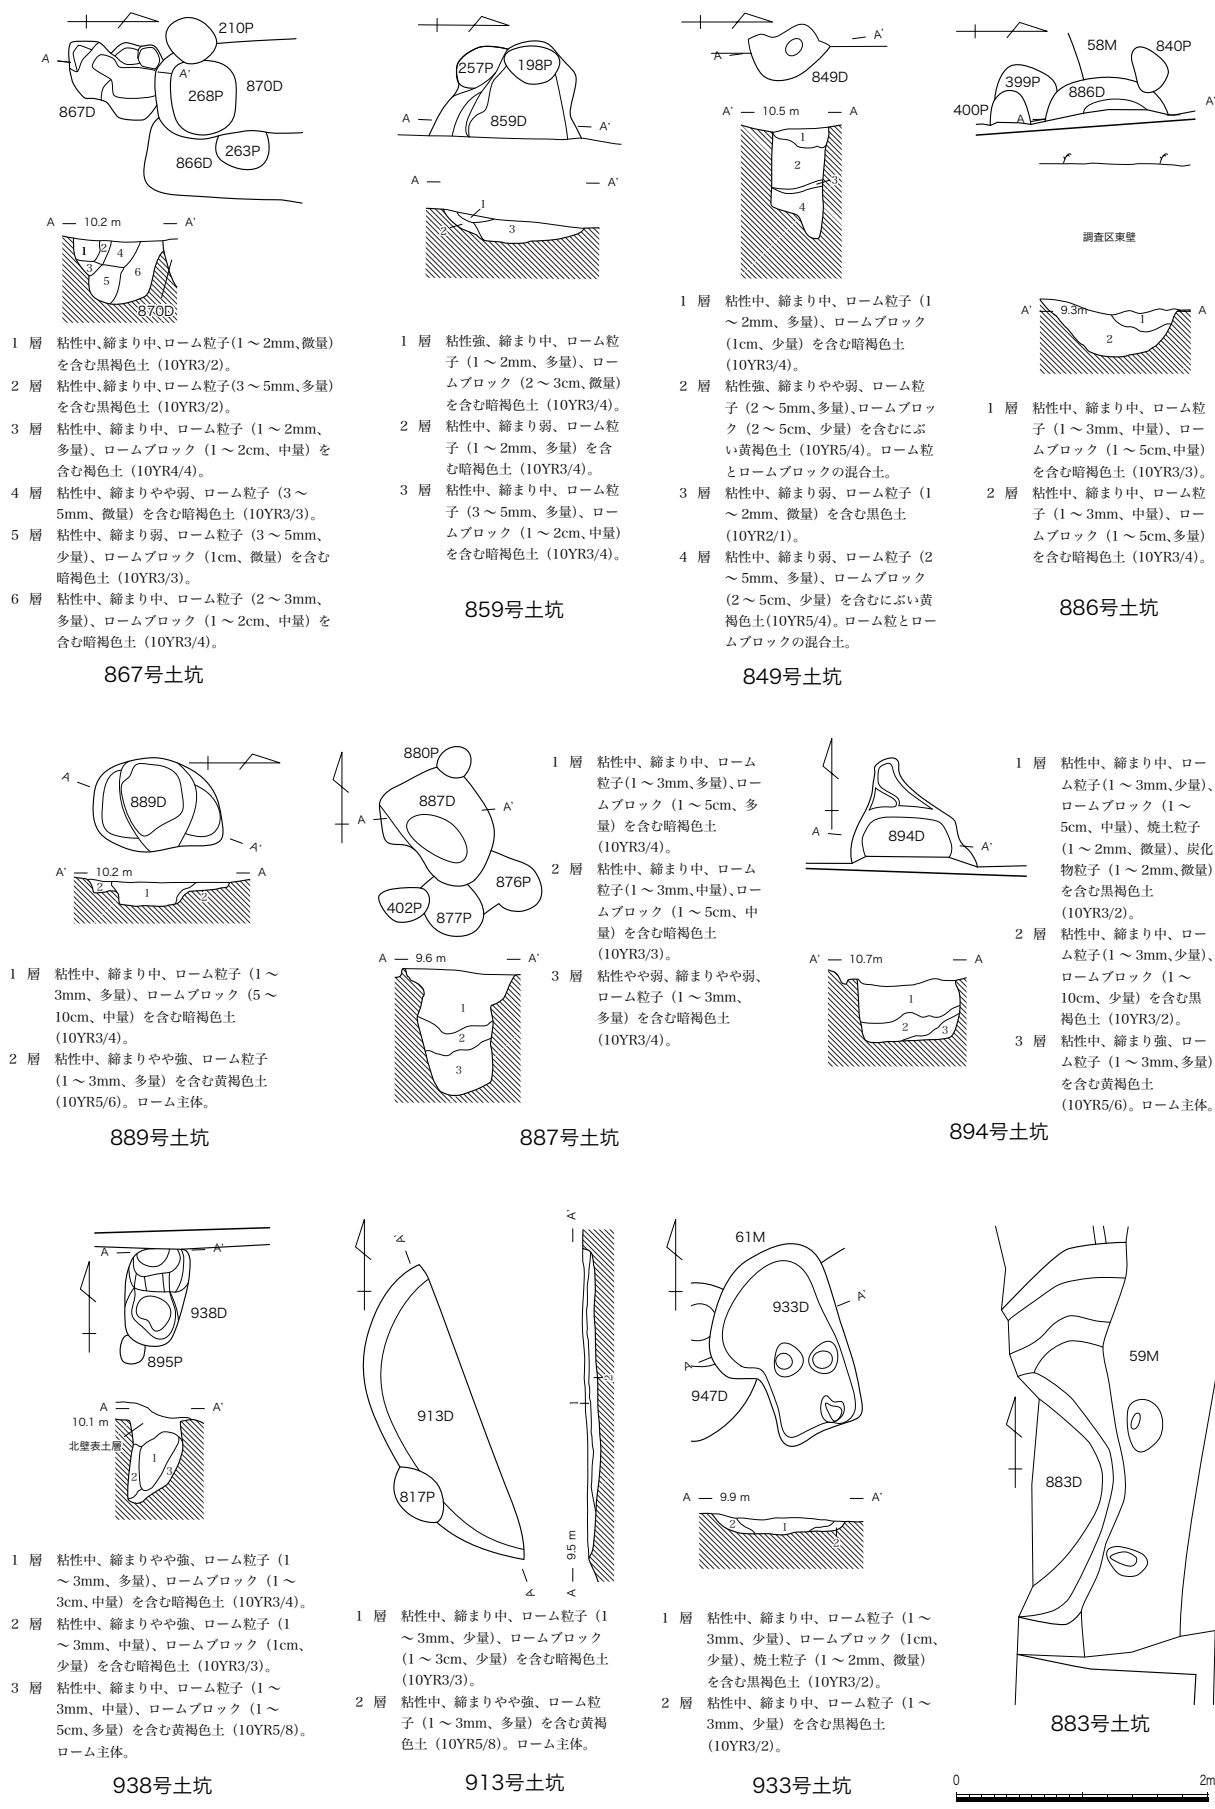 210P
A
A'
268P
870D
867D
866D
263P
A
10.2 m
A'
1
2
4
3
5
6
870D
1 層 粘性中、締まり中、ローム粒子(1～2mm、微量)
を含む黒褐色土（10YR3/2）。
2 層 粘性中、締まり中、ローム粒子(3～5mm、多量)
を含む黒褐色土（10YR3/2）。
3 層 粘性中、締まり中、ローム粒子（1～2mm、
多量）、ロームブロック（1～2cm、中量）を
含む褐色土（10YR4/4）。
4 層 粘性中、締まりやや弱、ローム粒子（3～
5mm、微量）を含む暗褐色土（10YR3/3）。
5 層 粘性中、締まり弱、ローム粒子（3～5mm、
少量）、ロームブロック（1cm、微量）を含む
暗褐色土（10YR3/3）。
6 層 粘性中、締まり中、ローム粒子（2～3mm、
多量）、ロームブロック（1～2cm、中量）を
含む暗褐色土（10YR3/4）。
867号土坑
257P
198P
859D
A
A'
A
A'
1
2
3
1 層 粘性強、締まり中、ローム粒
子（1～2mm、多量）、ロー
ムブロック（2～3cm、微量）
を含む暗褐色土（10YR3/4）。
2 層 粘性中、締まり弱、ローム粒
子（1～2mm、多量）を含
む暗褐色土（10YR3/4）。
3 層 粘性中、締まり中、ローム粒
子（3～5mm、多量）、ロー
ムブロック（1～2cm、中量）
を含む暗褐色土（10YR3/4）。
859号土坑
A
A'
849D
A'
10.5 m
A
1
2
3
4
1 層 粘性中、締まり中、ローム粒子（1
～2mm、多量）、ロームブロック
（1cm、少量）を含む暗褐色土
（10YR3/4）。
2 層 粘性強、締まりやや弱、ローム粒
子（2～5mm、多量）、ロームブロッ
ク（2～5cm、少量）を含むにぶ
い黄褐色土（10YR5/4）。ローム粒
とロームブロックの混合土。
3 層 粘性中、締まり弱、ローム粒子（1
～2mm、微量）を含む黒色土
（10YR2/1）。
4 層 粘性中、締まり弱、ローム粒子（2
～5mm、多量）、ロームブロック
（2～5cm、少量）を含むにぶい黄
褐色土(10YR5/4)。ローム粒とロー
ムブロックの混合土。
849号土坑
58M
840P
399P
886D
400P
A
A'
調査区東壁
A'
9.3m
A
1
2
1 層 粘性中、締まり中、ローム粒
子（1～3mm、中量）、ロー
ムブロック（1～5cm、中量）
を含む暗褐色土（10YR3/3）。
2 層 粘性中、締まり中、ローム粒
子（1～3mm、中量）、ロー
ムブロック（1～5cm、多量）
を含む暗褐色土（10YR3/4）。
886号土坑
A
889D
A'
A'
10.2 m
A
2
1
2
1 層 粘性中、締まり中、ローム粒子（1～
3mm、多量）、ロームブロック（5～
10cm、中量）を含む暗褐色土
（10YR3/4）。
2 層 粘性中、締まりやや強、ローム粒子
（1～3mm、多量）を含む黄褐色土
（10YR5/6）。ローム主体。
889号土坑
880P
887D
A
A'
876P
402P
877P
A
9.6 m
A'
1
2
3
1 層 粘性中、締まり中、ローム
粒子(1～3mm、多量)、ロー
ムブロック（1～5cm、多
量）を含む暗褐色土
（10YR3/4）。
2 層 粘性中、締まり中、ローム
粒子(1～3mm、中量)、ロー
ムブロック（1～5cm、中
量）を含む暗褐色土
（10YR3/3）。
3 層 粘性やや弱、締まりやや弱、
ローム粒子（1～3mm、
多量）を含む暗褐色土
（10YR3/4）。
887号土坑
A
894D
A'
A'
10.7m
A
1
2
3
1 層 粘性中、締まり中、ロー
ム粒子（1～3mm、少量）、
ロームブロック（1～
5cm、中量）、焼土粒子
（1～2mm、微量）、炭化
物粒子（1～2mm、微量）
を含む黒褐色土
（10YR3/2）。
2 層 粘性中、締まり中、ロー
ム粒子（1～3mm、少量）、
ロームブロック（1～
10cm、少量）を含む黒
褐色土（10YR3/2）。
3 層 粘性中、締まり強、ロー
ム粒子（1～3mm、多量）
を含む黄褐色土
（10YR5/6）。ローム主体。
894号土坑
A
A'
938D
895P
A
A'
10.1 m
北壁表土層
1
2
3
1 層 粘性中、締まりやや強、ローム粒子（1
～3mm、多量）、ロームブロック（1～
3cm、中量）を含む暗褐色土（10YR3/4）。
2 層 粘性中、締まりやや強、ローム粒子（1
～3mm、中量）、ロームブロック（1cm、
少量）を含む暗褐色土（10YR3/3）。
3 層 粘性中、締まり中、ローム粒子（1～
3mm、中量）、ロームブロック（1～
5cm、多量）を含む黄褐色土（10YR5/8）。
ローム主体。
938号土坑
A'
913D
817P
A
A'
2
1
9.5 m
A
1 層 粘性中、締まり中、ローム粒子（1
～3mm、少量）、ロームブロック
（1～3cm、少量）を含む暗褐色土
（10YR3/3）。
2 層 粘性中、締まりやや強、ローム粒
子（1～3mm、多量）を含む黄褐
色土（10YR5/8）。ローム主体。
913号土坑
61M
933D
A'
A
947D
A
9.9 m
A'
2
1
2
1 層 粘性中、締まり中、ローム粒子（1～
3mm、少量）、ロームブロック（1cm、
少量）、焼土粒子（1～2mm、微量）
を含む黒褐色土（10YR3/2）。
2 層 粘性中、締まり中、ローム粒子（1～
3mm、少量）を含む黒褐色土
（10YR3/2）。
933号土坑
59M
883D
883号土坑
0
2m